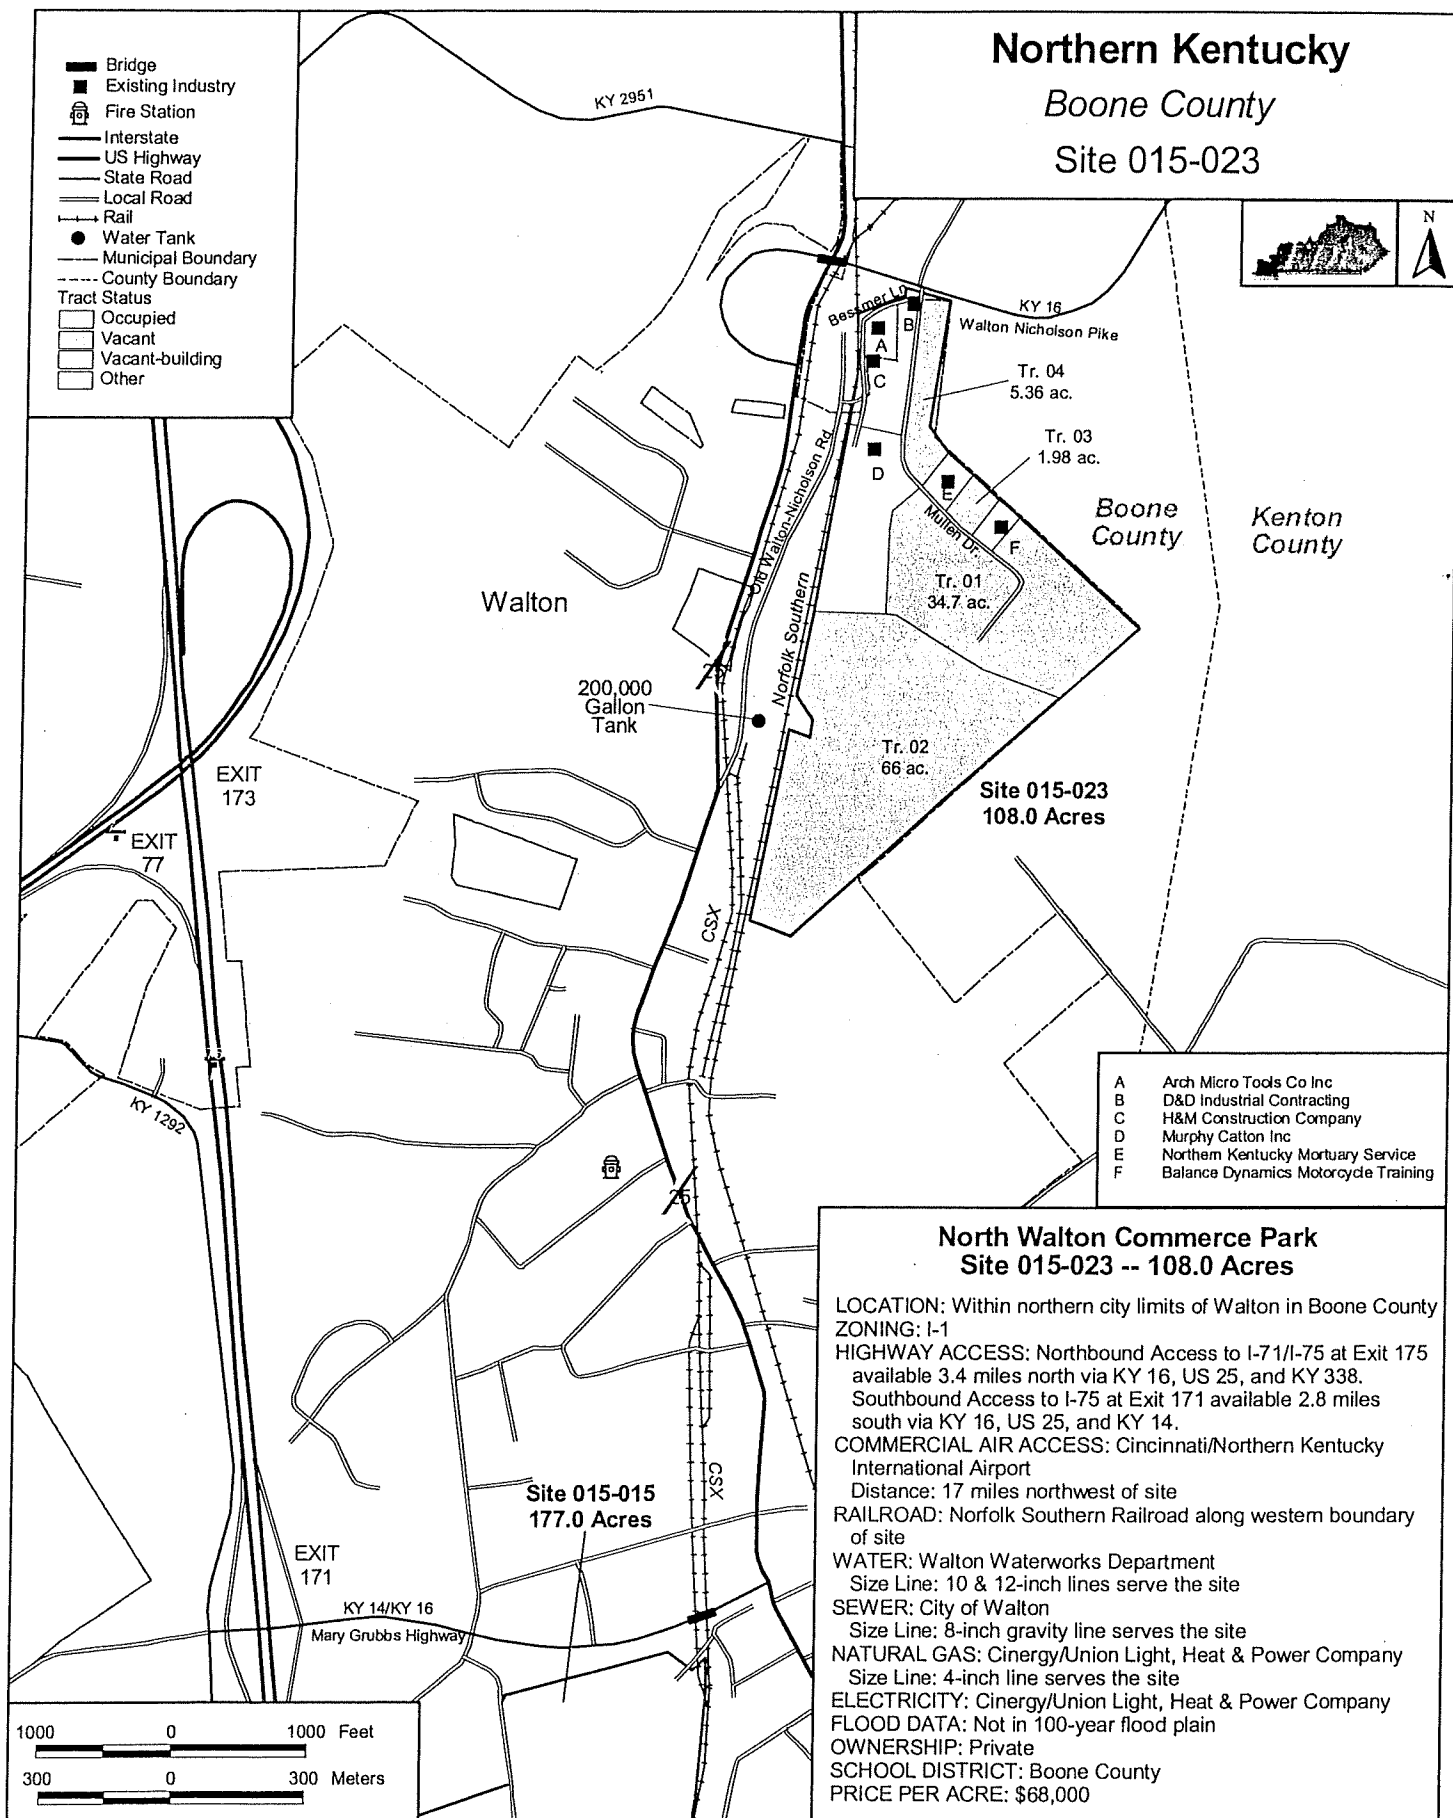 Northern Kentucky
Boone County
Site 015-023
N
Bridge
Existing Industry
Fire Station
Interstate
US Highway
State Road
Local Road
Rail
Water Tank
Municipal Boundary
County Boundary
Tract Status
Occupied
Vacant
Vacant-building
Other
KY 2951
KY 16
Walton Nicholson Pike
Bessmer Ln
A
B
C
D
E
F
Tr. 04
5.36 ac.
Tr. 03
1.98 ac.
Boone
County
Kenton
County
Mullen Dr.
Tr. 01
34.7 ac.
Old Walton-Nicholson Rd
Norfolk Southern
Walton
25
200,000
Gallon
Tank
Tr. 02
66 ac.
Site 015-023
108.0 Acres
EXIT
173
EXIT
77
CSX
KY 1292
25
CSX
Site 015-015
177.0 Acres
EXIT
171
KY 14/KY 16
Mary Grubbs Highway
A Arch Micro Tools Co Inc
B D&D Industrial Contracting
C H&M Construction Company
D Murphy Catton Inc
E Northern Kentucky Mortuary Service
F Balance Dynamics Motorcycle Training
North Walton Commerce Park
Site 015-023 -- 108.0 Acres
LOCATION: Within northern city limits of Walton in Boone County
ZONING: I-1
HIGHWAY ACCESS: Northbound Access to I-71/I-75 at Exit 175
available 3.4 miles north via KY 16, US 25, and KY 338.
Southbound Access to I-75 at Exit 171 available 2.8 miles
south via KY 16, US 25, and KY 14.
COMMERCIAL AIR ACCESS: Cincinnati/Northern Kentucky
International Airport
Distance: 17 miles northwest of site
RAILROAD: Norfolk Southern Railroad along western boundary
of site
WATER: Walton Waterworks Department
Size Line: 10 & 12-inch lines serve the site
SEWER: City of Walton
Size Line: 8-inch gravity line serves the site
NATURAL GAS: Cinergy/Union Light, Heat & Power Company
Size Line: 4-inch line serves the site
ELECTRICITY: Cinergy/Union Light, Heat & Power Company
FLOOD DATA: Not in 100-year flood plain
OWNERSHIP: Private
SCHOOL DISTRICT: Boone County
PRICE PER ACRE: $68,000
1000 0 1000 Feet
300 0 300 Meters